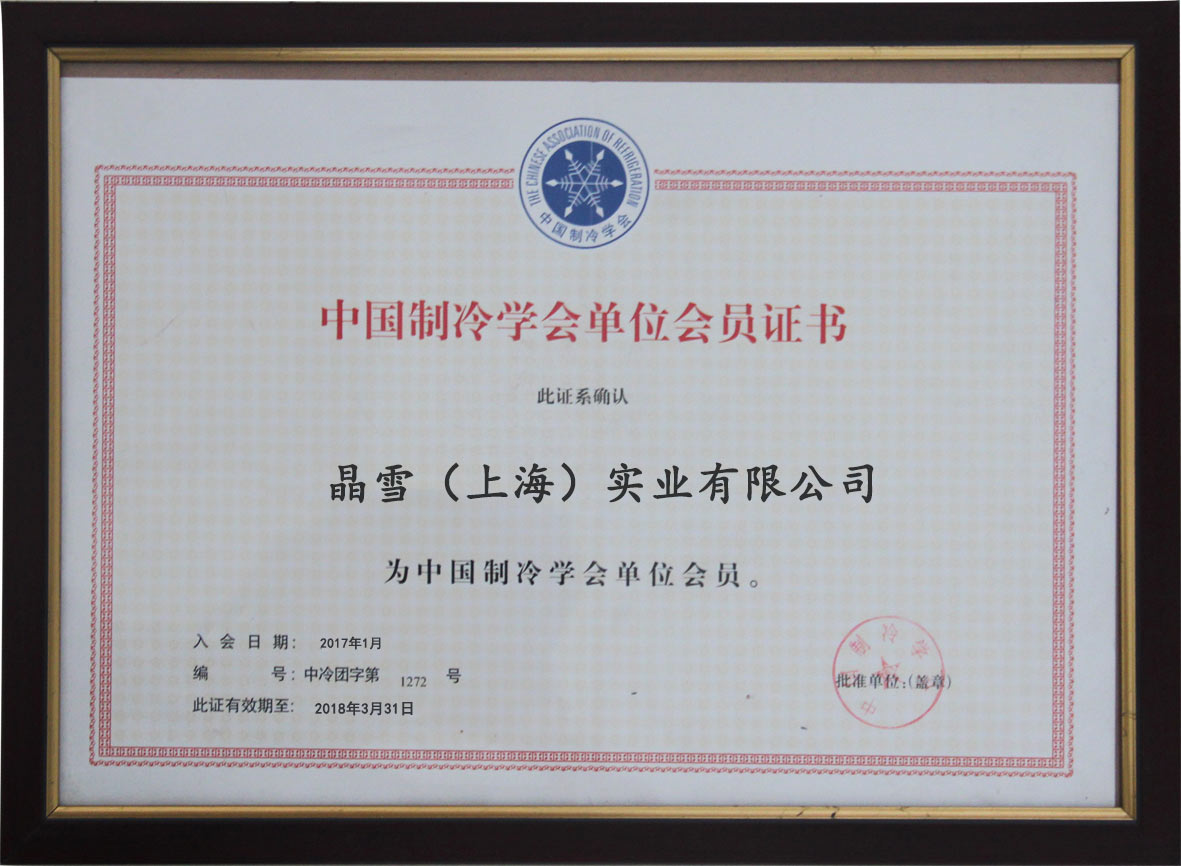 THE CHINESE ASSOCIATION OF REFRIGERATION
中国制冷学会
中国制冷学会单位会员证书
此证系确认
晶雪（上海）实业有限公司
为中国制冷学会单位会员。
入会日期： 2017年1月
编 号：中冷团字第 1272 号
此证有效期至： 2018年3月31日
批准单位：(盖章)
中 制冷学